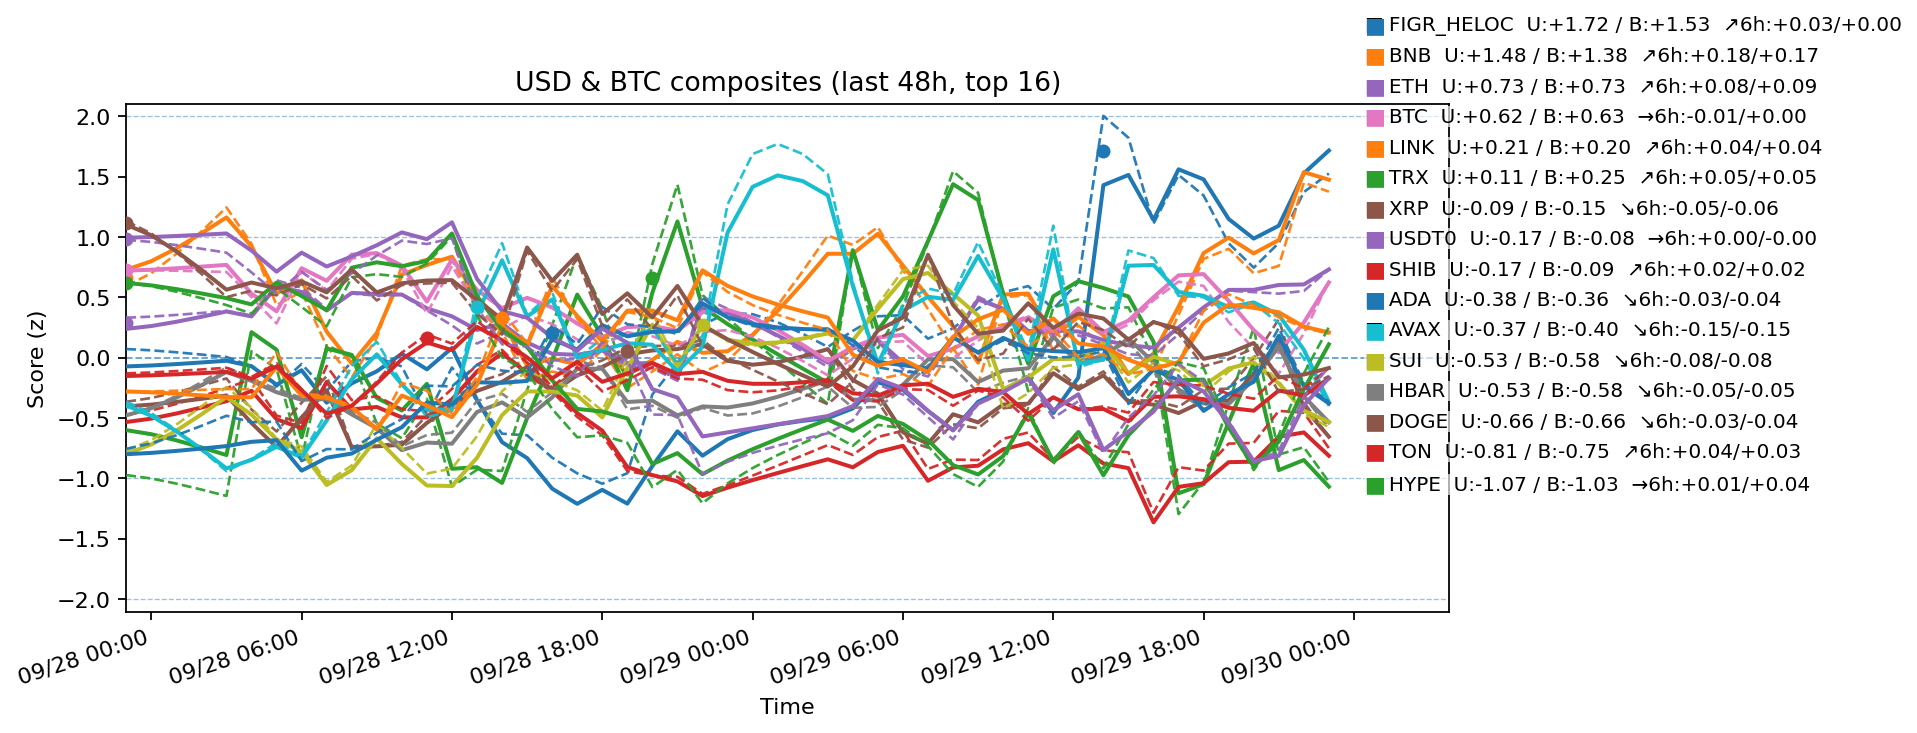 FIGR_HELOC U:+1.72 / B:+1.53 ↗6h:+0.03/+0.00
BNB U:+1.48 / B:+1.38 ↗6h:+0.18/+0.17
USD & BTC composites (last 48h, top 16)
ETH U:+0.73 / B:+0.73 ↗6h:+0.08/+0.09
BTC U:+0.62 / B:+0.63 →6h:-0.01/+0.00
LINK U:+0.21 / B:+0.20 ↗6h:+0.04/+0.04
TRX U:+0.11 / B:+0.25 ↗6h:+0.05/+0.05
XRP U:-0.09 / B:-0.15 ↘6h:-0.05/-0.06
USDT0 U:-0.17 / B:-0.08 →6h:+0.00/-0.00
SHIB U:-0.17 / B:-0.09 ↗6h:+0.02/+0.02
ADA U:-0.38 / B:-0.36 ↘6h:-0.03/-0.04
AVAX U:-0.37 / B:-0.40 ↘6h:-0.15/-0.15
SUI U:-0.53 / B:-0.58 ↘6h:-0.08/-0.08
HBAR U:-0.53 / B:-0.58 ↘6h:-0.05/-0.05
DOGE U:-0.66 / B:-0.66 ↘6h:-0.03/-0.04
TON U:-0.81 / B:-0.75 ↗6h:+0.04/+0.03
HYPE U:-1.07 / B:-1.03 →6h:+0.01/+0.04
Score (z)
2.0
1.5
1.0
0.5
0.0
−0.5
−1.0
−1.5
−2.0
09/28 00:00
09/28 06:00
09/28 12:00
09/28 18:00
09/29 00:00
09/29 06:00
09/29 12:00
09/29 18:00
09/30 00:00
Time